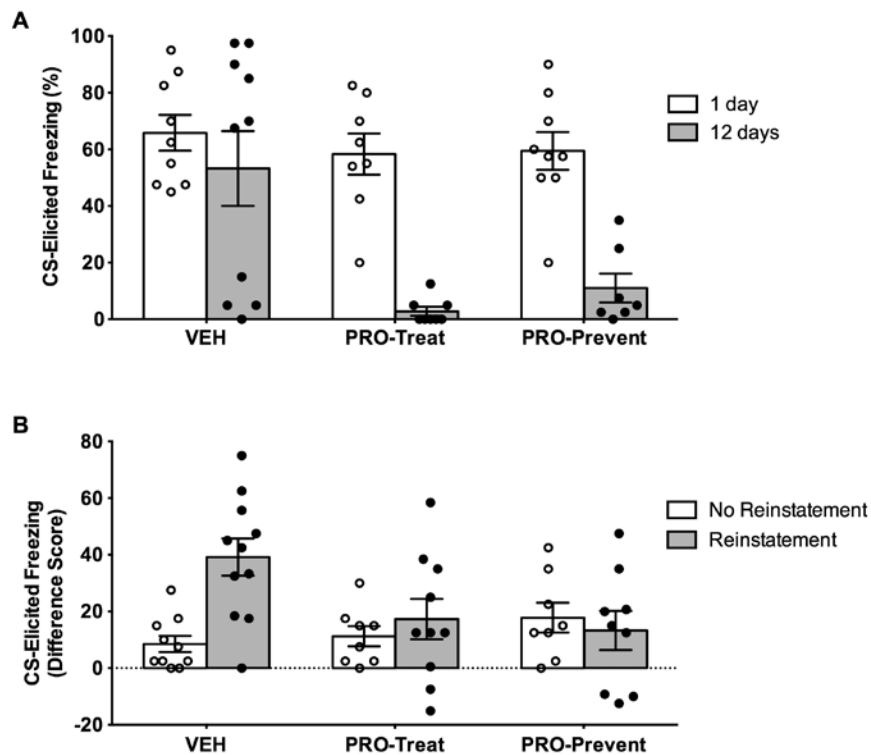 A
CS-Elicited Freezing (%)
100
80
60
40
20
0
VEH
PRO-Treat
PRO-Prevent
1 day
12 days
B
CS-Elicited Freezing
(Difference Score)
80
60
40
20
0
-20
VEH
PRO-Treat
PRO-Prevent
No Reinstatement
Reinstatement